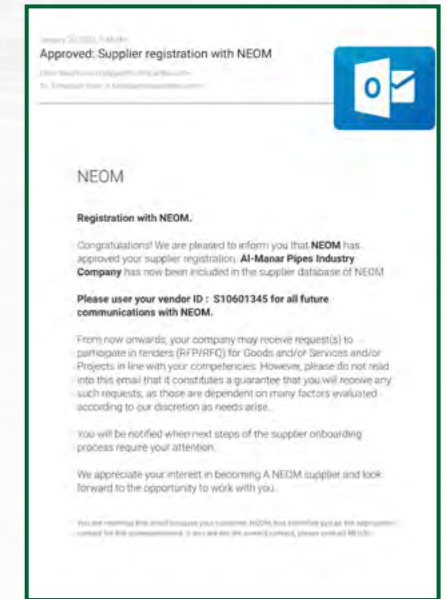 Approved: Supplier registration with NEOM
NEOM
Registration with NEOM.
Congratulations! We are pleased to inform you that NEOM has
approved your supplier registration. Al-Manar Pipes Industry
Company has now been included in the supplier database of NEOM
Please user your vendor ID : S10601345 for all future
communications with NEOM.
From now onwards, your company may receive request(s) to
participate in tenders (RFP/RFQ) for Goods and/or Services and/or
Projects in line with your competencies. However, please do not read
into this email that it constitutes a guarantee that you will receive any
such requests, as those are dependent on many factors evaluated
according to our discretion as needs arise.
You will be notified when next steps of the supplier onboarding
process require your attention.
We appreciate your interest in becoming A NEOM supplier and look
forward to the opportunity to work with you.